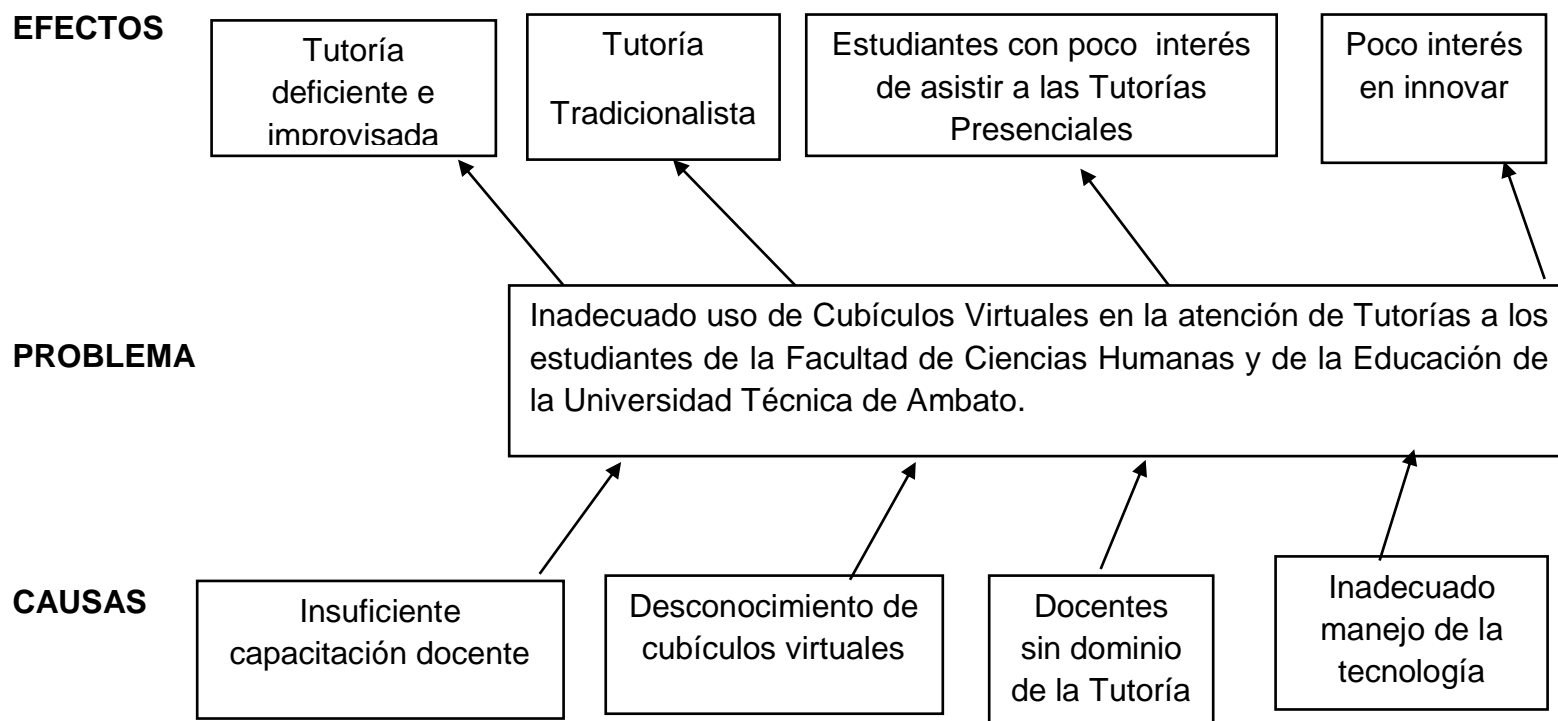 EFECTOS
Tutoría
deficiente e
improvisada
Tutoría
Tradicionalista
Estudiantes con poco interés
de asistir a las Tutorías
Presenciales
Poco interés
en innovar
PROBLEMA
Inadecuado uso de Cubículos Virtuales en la atención de Tutorías a los
estudiantes de la Facultad de Ciencias Humanas y de la Educación de
la Universidad Técnica de Ambato.
CAUSAS
Insuficiente
capacitación docente
Desconocimiento de
cubículos virtuales
Docentes
sin dominio
de la Tutoría
Inadecuado
manejo de la
tecnología